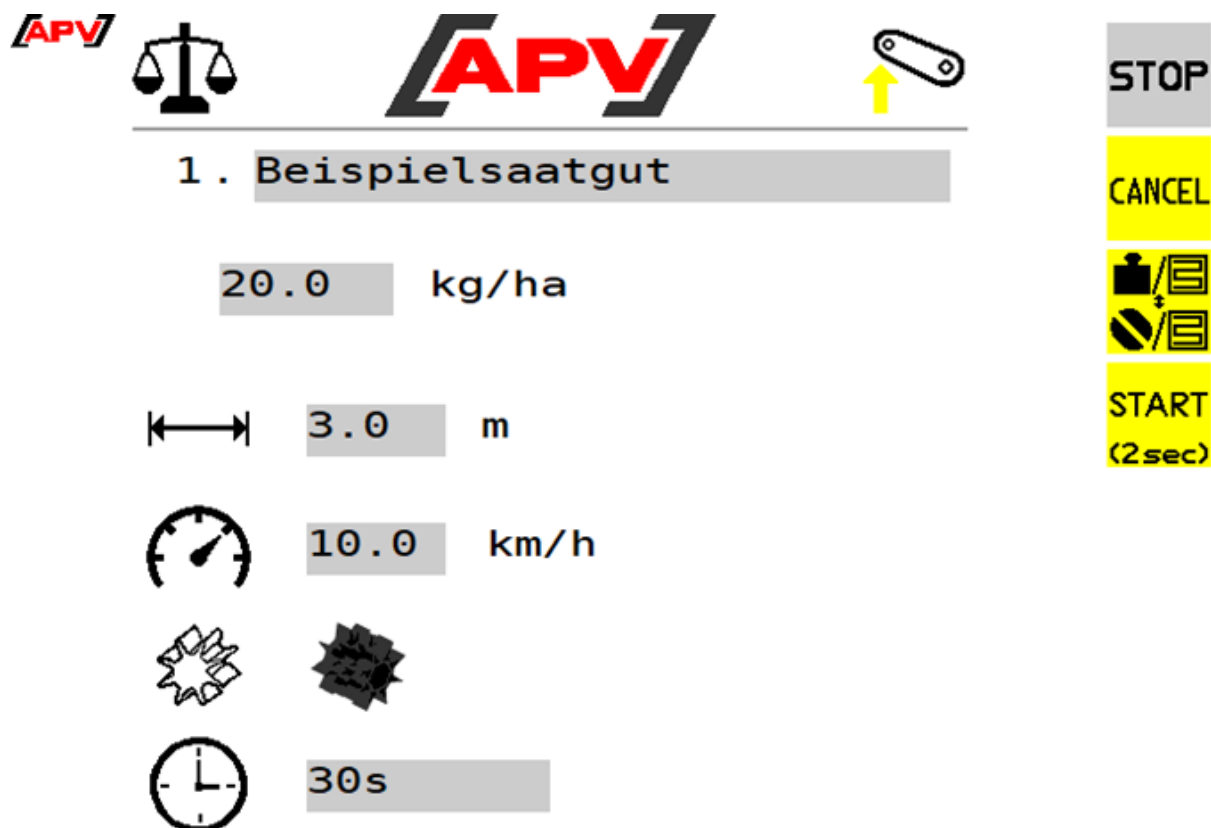 [APV]
[APV]
STOP
1. Beispielsaatgut
CANCEL
20.0 kg/ha
START
(2sec)
3.0 m
10.0 km/h
30s